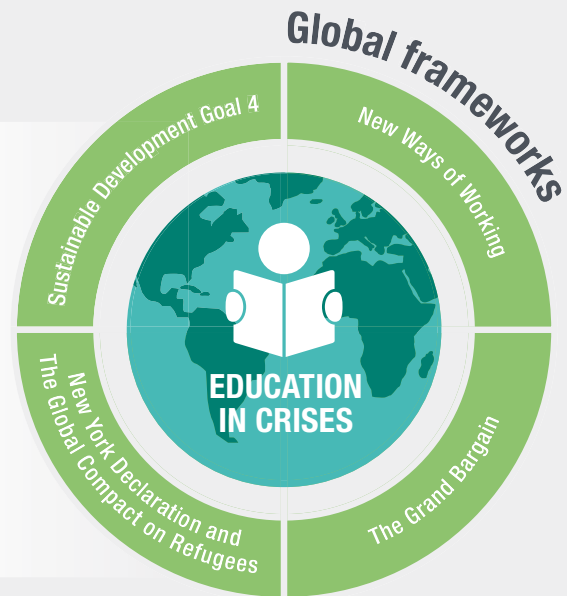 Global frameworks
Sustainable Development Goal 4
New Ways of Working
EDUCATION
IN CRISES
New York Declaration and
The Global Compact on Refugees
The Grand Bargain